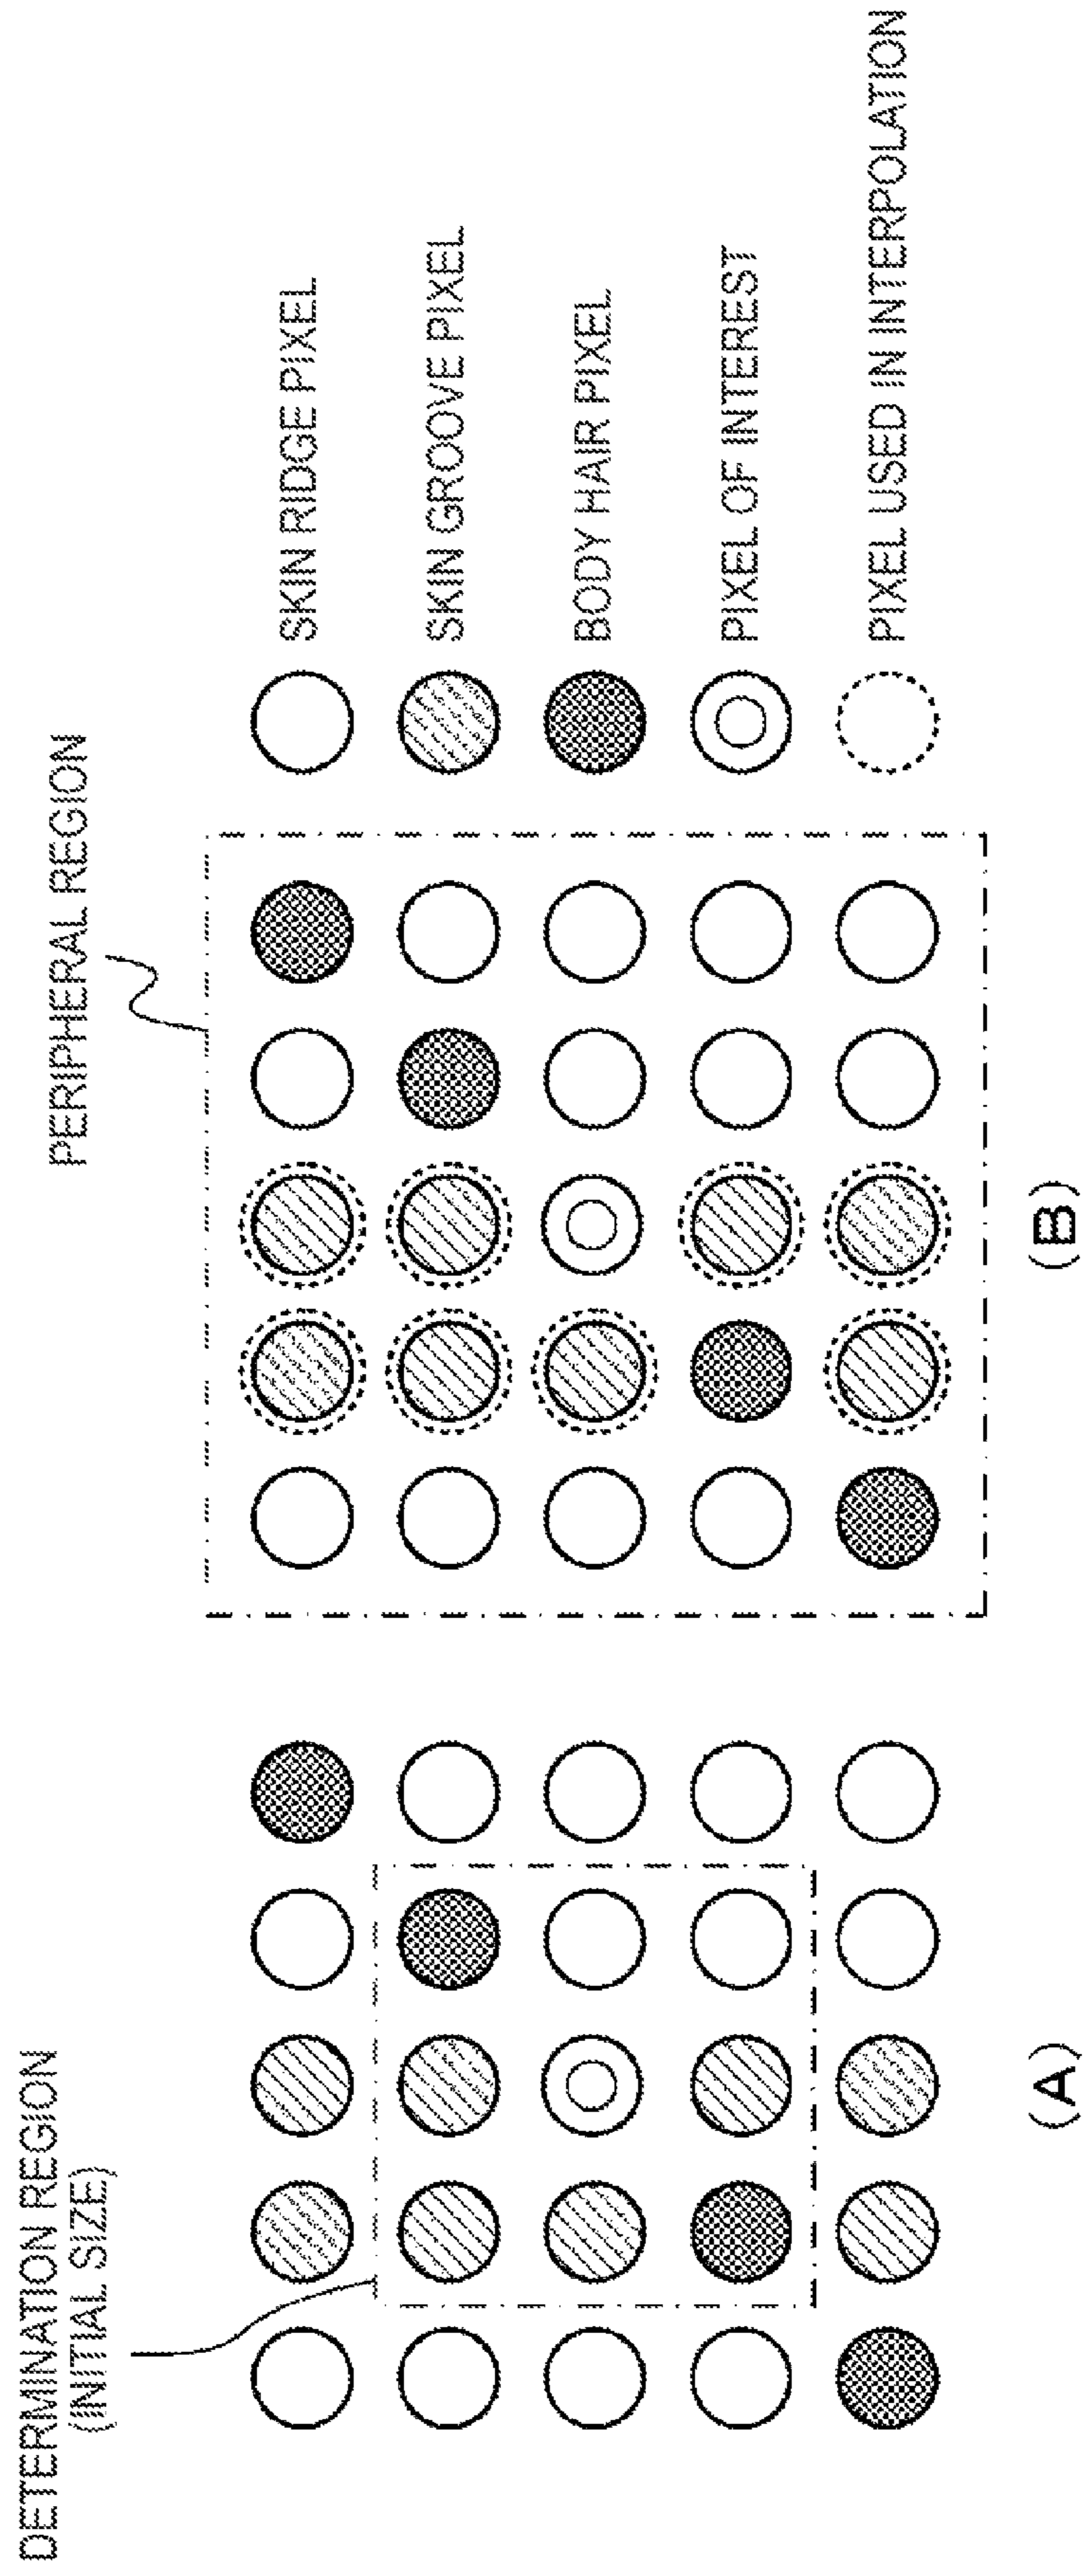 DETERMINATION REGION
(INITIAL SIZE)
PERIPHERAL REGION
SKIN RIDGE PIXEL
SKIN GROOVE PIXEL
BODY HAIR PIXEL
PIXEL OF INTEREST
PIXEL USED IN INTERPOLATION
(A)
(B)